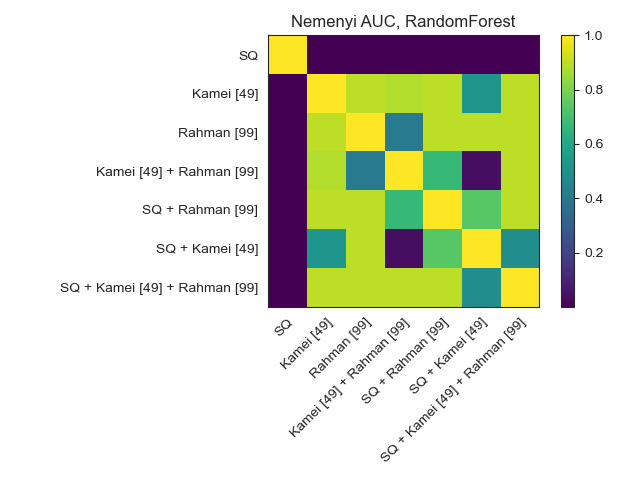 Nemenyi AUC, RandomForest
SQ
Kamei [49]
Rahman [99]
Kamei [49] + Rahman [99]
SQ + Rahman [99]
SQ + Kamei [49]
SQ + Kamei [49] + Rahman [99]
SQ
Kamei [49]
Rahman [99]
Kamei [49] + Rahman [99]
SQ + Rahman [99]
SQ + Kamei [49]
SQ + Kamei [49] + Rahman [99]
1.0
0.8
0.6
0.4
0.2